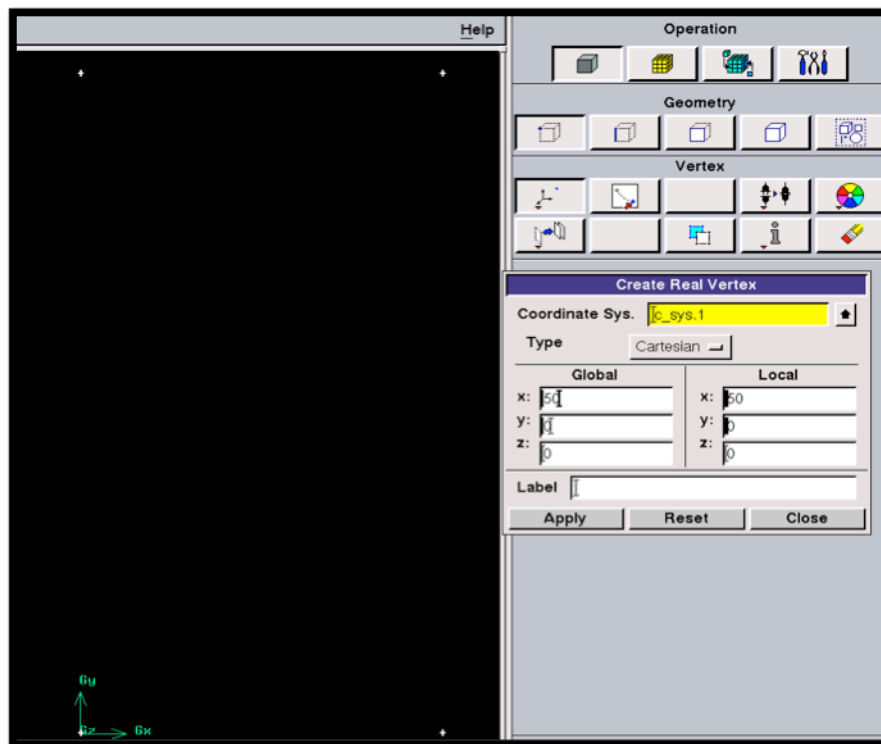 Help
Operation
Geometry
Vertex
Create Real Vertex
Coordinate Sys. c_sys.1
Type Cartesian
Global Local
x: 50 x: 50
y: 0 y: 0
z: 0 z: 0
Label
Apply Reset Close
Gy
Gz Gx